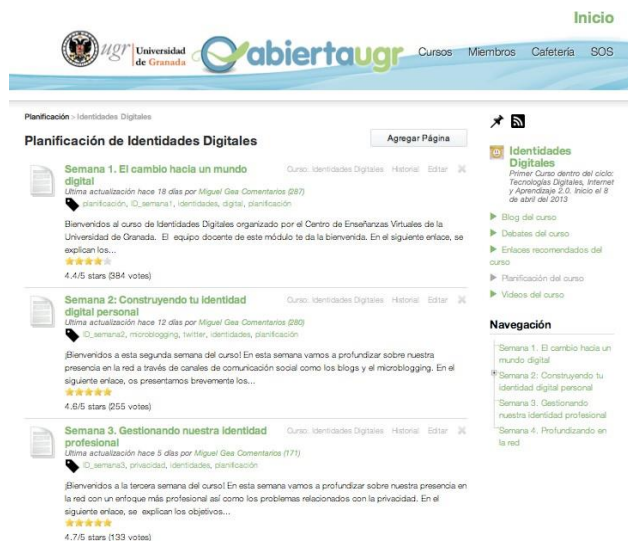 Inicio
ugr Universidad
de Granada
abiertaugr
Cursos Miembros Cafetería SOS
Planificación > Identidades Digitales
Planificación de Identidades Digitales
Agregar Página
Semana 1. El cambio hacia un mundo
digital
Curso: Identidades Digitales Historial Editar
Ultima actualización hace 18 días por Miguel Gea Comentarios (287)
planificación, ID_semana1, identidades, digital, planificación
Bienvenidos al curso de Identidades Digitales organizado por el Centro de Enseñanzas Virtuales de la
Universidad de Granada. El equipo docente de este módulo te da la bienvenida. En el siguiente enlace, se
explican los...
4.4/5 stars (384 votes)
Semana 2: Construyendo tu identidad
digital personal
Curso: Identidades Digitales Historial Editar
Ultima actualización hace 12 días por Miguel Gea Comentarios (280)
ID_semana2, microblogging, twitter, identidades, planificación
¡Bienvenidos a esta segunda semana del curso! En esta semana vamos a profundizar sobre nuestra
presencia en la red a través de canales de comunicación social como los blogs y el microblogging. En el
siguiente enlace, os presentamos brevemente los...
4.6/5 stars (255 votes)
Semana 3. Gestionando nuestra identidad
profesional
Curso: Identidades Digitales Historial Editar
Ultima actualización hace 5 días por Miguel Gea Comentarios (171)
ID_semana3, privacidad, identidades, planificación
¡Bienvenidos a la tercera semana del curso! En esta semana vamos a profundizar sobre nuestra presencia en
la red con un enfoque más profesional así como los problemas relacionados con la privacidad. En el
siguiente enlace, se explican los objetivos...
4.7/5 stars (133 votes)
Identidades
Digitales
Primer Curso dentro del ciclo:
Tecnologías Digitales, Internet
y Aprendizaje 2.0. Inicio el 8
de abril del 2013
Blog del curso
Debates del curso
Enlaces recomendados del
curso
Planificación del curso
Videos del curso
Navegación
Semana 1. El cambio hacia un
mundo digital
Semana 2: Construyendo tu
identidad digital personal
Semana 3. Gestionando
nuestra identidad profesional
Semana 4. Profundizando en
la red